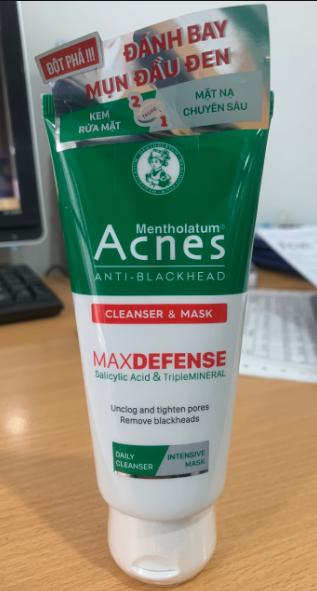 ĐỘT PHÁ !!!
ĐÁNH BAY
MỤN ĐẦU ĐEN
KEM
RỬA MẶT
2
TRONG
1
MẶT NẠ
CHUYÊN SÂU
Mentholatum®
Acnes
ANTI-BLACKHEAD
CLEANSER & MASK
MAXDEFENSE
Salicylic Acid & TripleMINERAL
Unclog and tighten pores
Remove blackheads
DAILY
CLEANSER
INTENSIVE
MASK